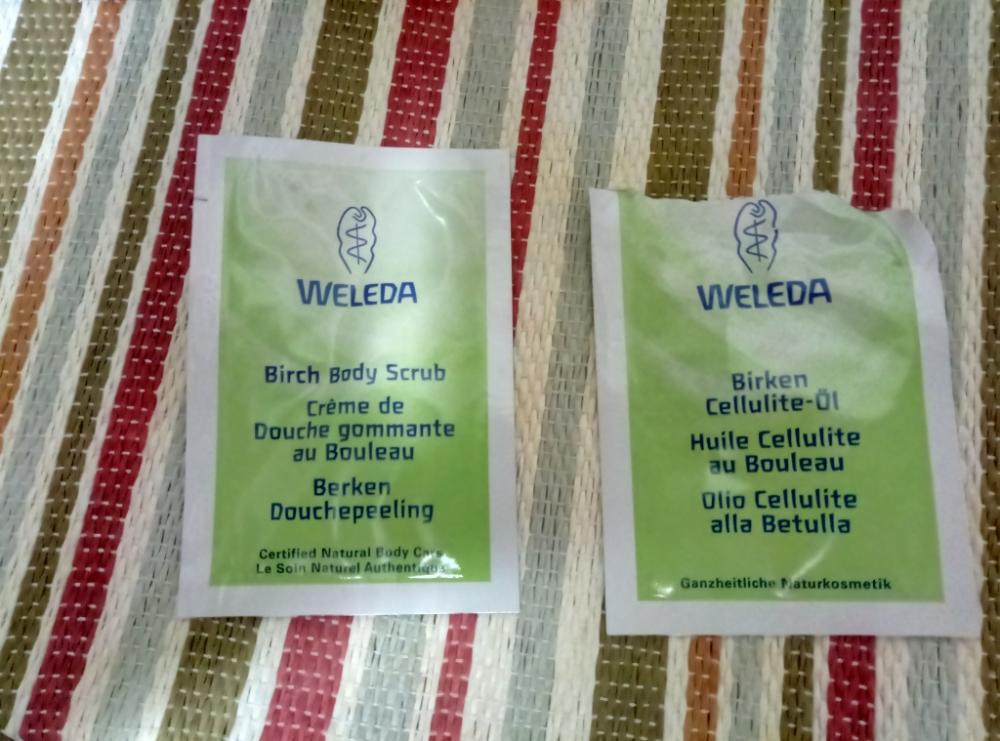 WELEDA
Birch Body Scrub
Crème de
Douche gommante
au Bouleau
Berken
Douchepeeling
Certified Natural Body Care
Le Soin Naturel Authentique
WELEDA
Birken
Cellulite-Öl
Huile Cellulite
au Bouleau
Olio Cellulite
alla Betulla
Ganzheitliche Naturkosmetik